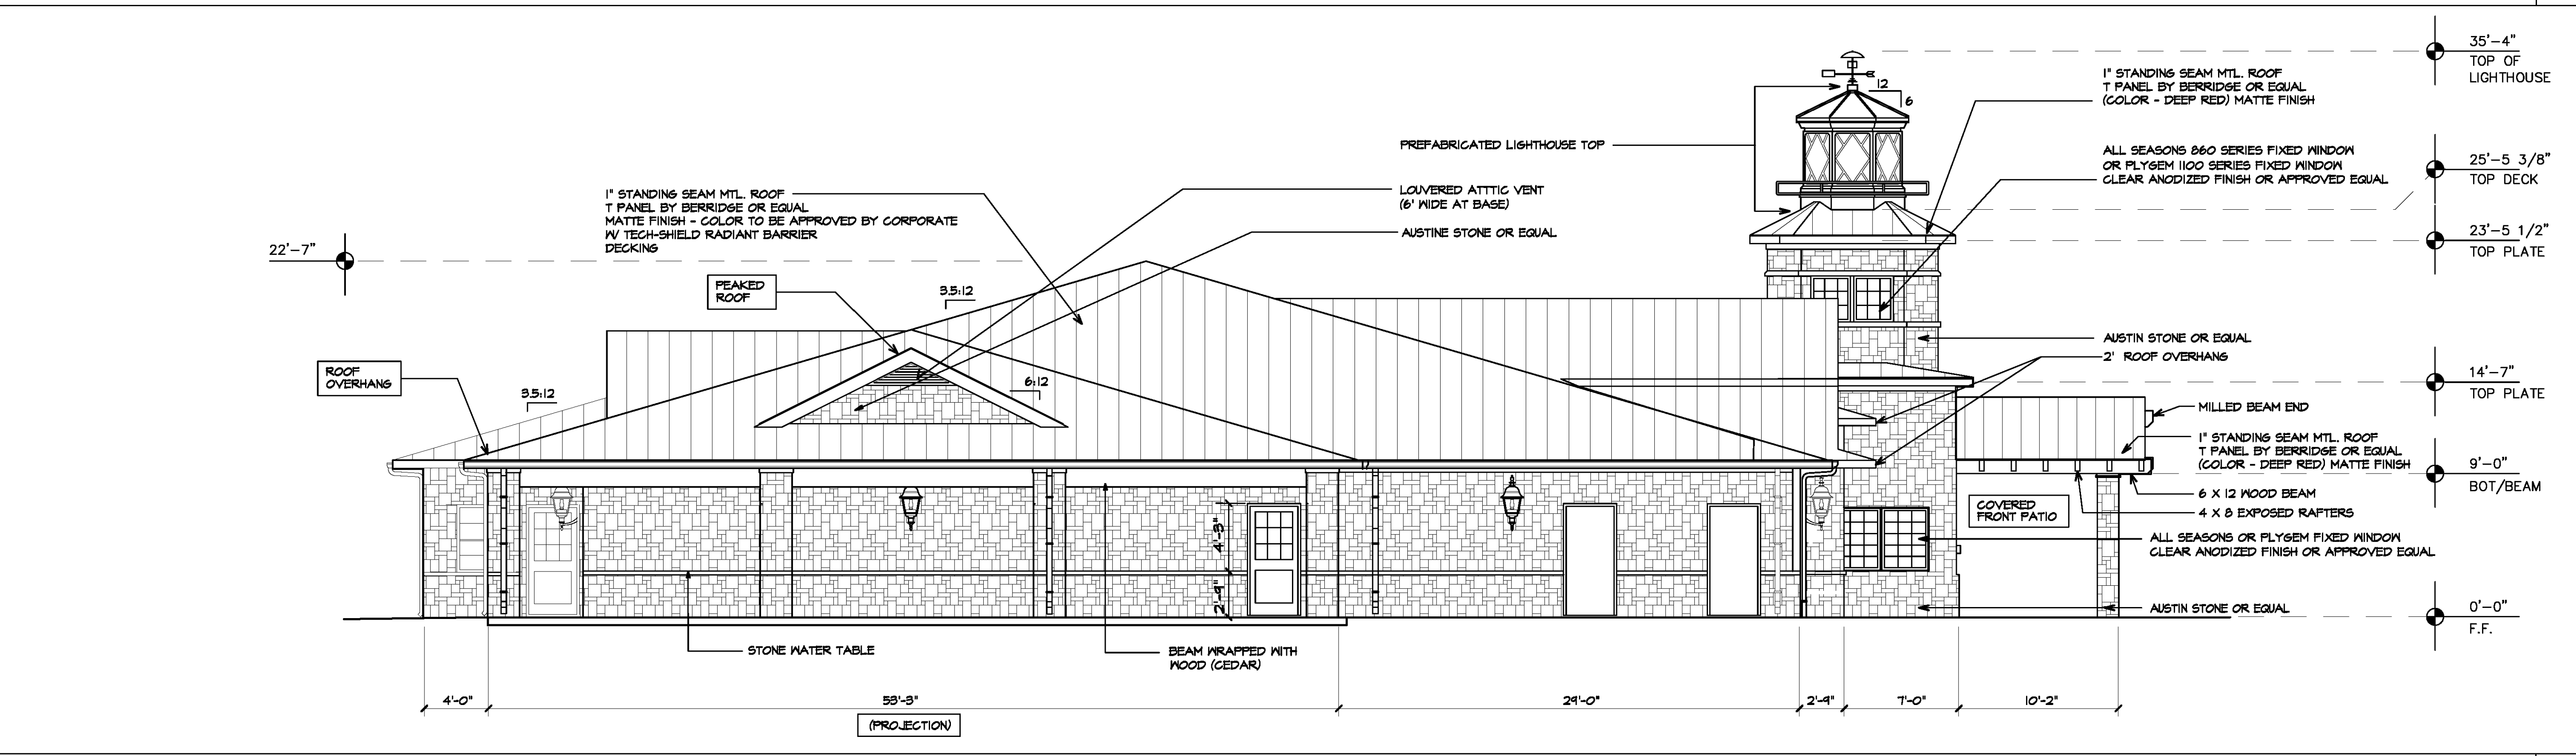 35'-4"
TOP OF
LIGHTHOUSE
1" STANDING SEAM MTL. ROOF
T PANEL BY BERRIDGE OR EQUAL
(COLOR - DEEP RED) MATTE FINISH
12
6
PREFABRICATED LIGHTHOUSE TOP
ALL SEASONS 860 SERIES FIXED WINDOW
OR PLYGEM 1100 SERIES FIXED WINDOW
CLEAR ANODIZED FINISH OR APPROVED EQUAL
25'-5 3/8"
TOP DECK
1" STANDING SEAM MTL. ROOF
T PANEL BY BERRIDGE OR EQUAL
MATTE FINISH - COLOR TO BE APPROVED BY CORPORATE
W/ TECH-SHIELD RADIANT BARRIER
DECKING
LOUVERED ATTTIC VENT
(6' WIDE AT BASE)
AUSTINE STONE OR EQUAL
23'-5 1/2"
TOP PLATE
22'-7"
PEAKED
ROOF
3.5:12
AUSTIN STONE OR EQUAL
2' ROOF OVERHANG
ROOF
OVERHANG
3.5:12
6:12
14'-7"
TOP PLATE
MILLED BEAM END
1" STANDING SEAM MTL. ROOF
T PANEL BY BERRIDGE OR EQUAL
(COLOR - DEEP RED) MATTE FINISH
9'-0"
BOT/BEAM
6 X 12 WOOD BEAM
4 X 8 EXPOSED RAFTERS
COVERED
FRONT PATIO
ALL SEASONS OR PLYGEM FIXED WINDOW
CLEAR ANODIZED FINISH OR APPROVED EQUAL
4'-3"
2'-9"
AUSTIN STONE OR EQUAL
0'-0"
F.F.
STONE WATER TABLE
BEAM WRAPPED WITH
WOOD (CEDAR)
4'-0"
53'-3"
29'-0"
2'-9"
7'-0"
10'-2"
(PROJECTION)